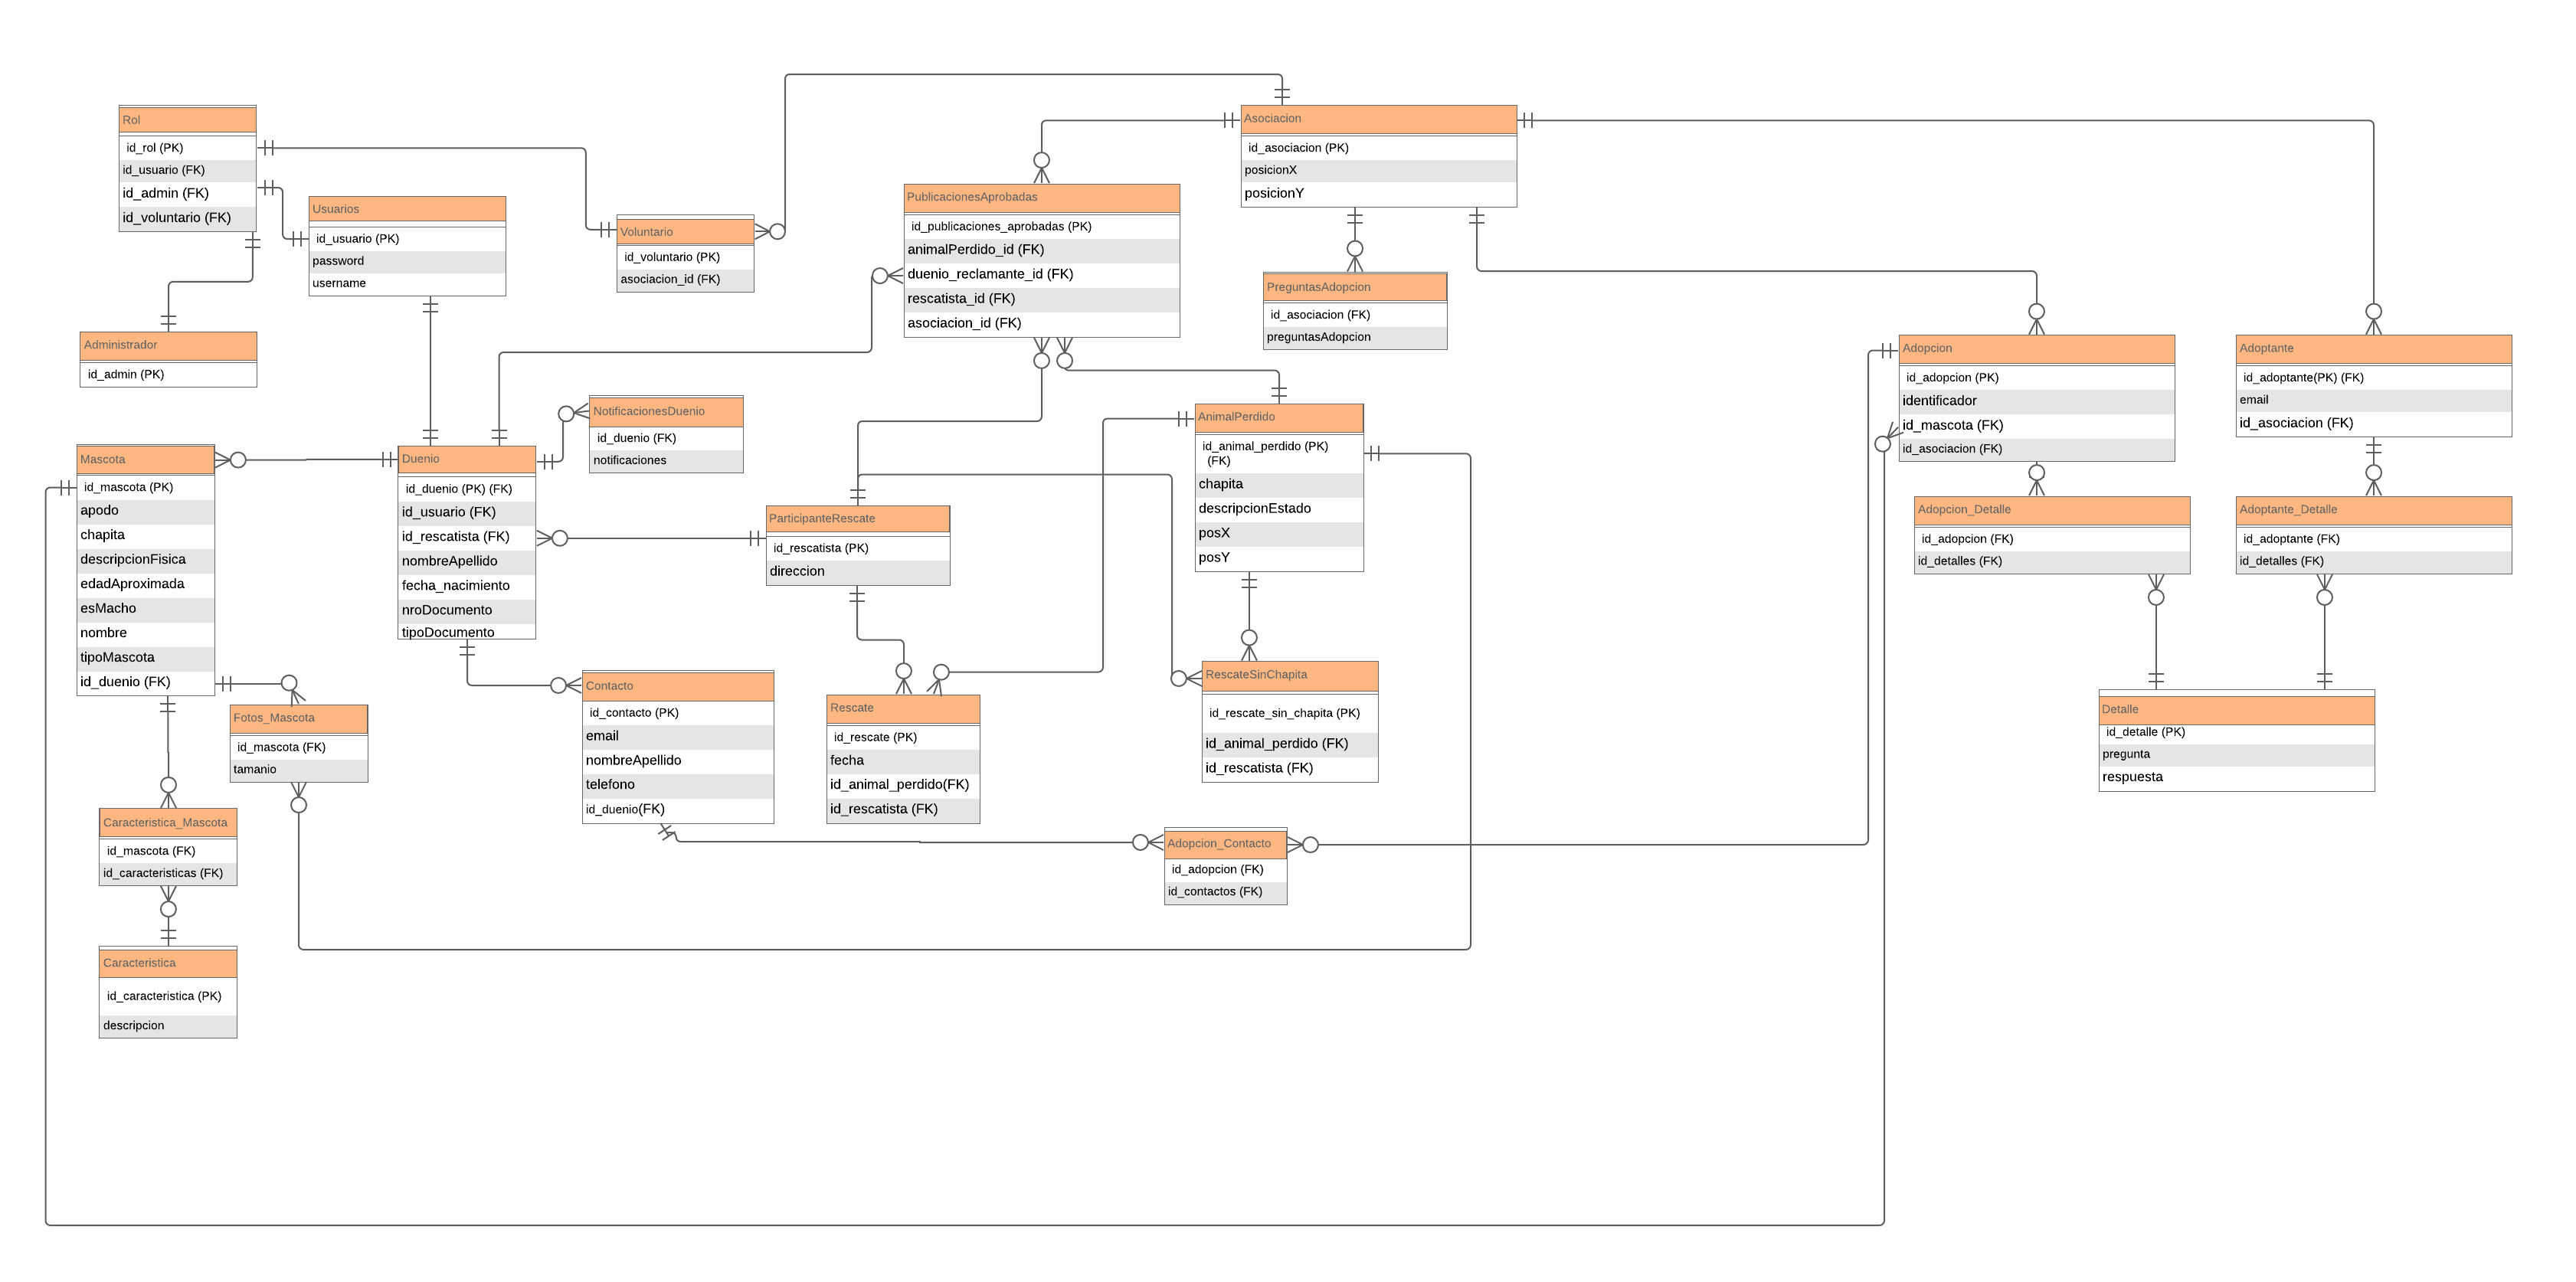 Rol
id_rol (PK)
id_usuario (FK)
id_admin (FK)
id_voluntario (FK)
Usuarios
id_usuario (PK)
password
username
Administrador
id_admin (PK)
Voluntario
id_voluntario (PK)
asociacion_id (FK)
PublicacionesAprobadas
id_publicaciones_aprobadas (PK)
animalPerdido_id (FK)
duenio_reclamante_id (FK)
rescatista_id (FK)
asociacion_id (FK)
Asociacion
id_asociacion (PK)
posicionX
posicionY
PreguntasAdopcion
id_asociacion (FK)
preguntasAdopcion
Adopcion
id_adopcion (PK)
identificador
id_mascota (FK)
id_asociacion (FK)
Adoptante
id_adoptante(PK) (FK)
email
id_asociacion (FK)
NotificacionesDuenio
id_duenio (FK)
notificaciones
Mascota
id_mascota (PK)
apodo
chapita
descripcionFisica
edadAproximada
esMacho
nombre
tipoMascota
id_duenio (FK)
Duenio
id_duenio (PK) (FK)
id_usuario (FK)
id_rescatista (FK)
nombreApellido
fecha_nacimiento
nroDocumento
tipoDocumento
ParticipanteRescate
id_rescatista (PK)
direccion
AnimalPerdido
id_animal_perdido (PK)
(FK)
chapita
descripcionEstado
posX
posY
Adopcion_Detalle
id_adopcion (FK)
id_detalles (FK)
Adoptante_Detalle
id_adoptante (FK)
id_detalles (FK)
Fotos_Mascota
id_mascota (FK)
tamanio
Contacto
id_contacto (PK)
email
nombreApellido
telefono
id_duenio(FK)
Rescate
id_rescate (PK)
fecha
id_animal_perdido(FK)
id_rescatista (FK)
RescateSinChapita
id_rescate_sin_chapita (PK)
id_animal_perdido (FK)
id_rescatista (FK)
Detalle
id_detalle (PK)
pregunta
respuesta
Caracteristica_Mascota
id_mascota (FK)
id_caracteristicas (FK)
Adopcion_Contacto
id_adopcion (FK)
id_contactos (FK)
Caracteristica
id_caracteristica (PK)
descripcion